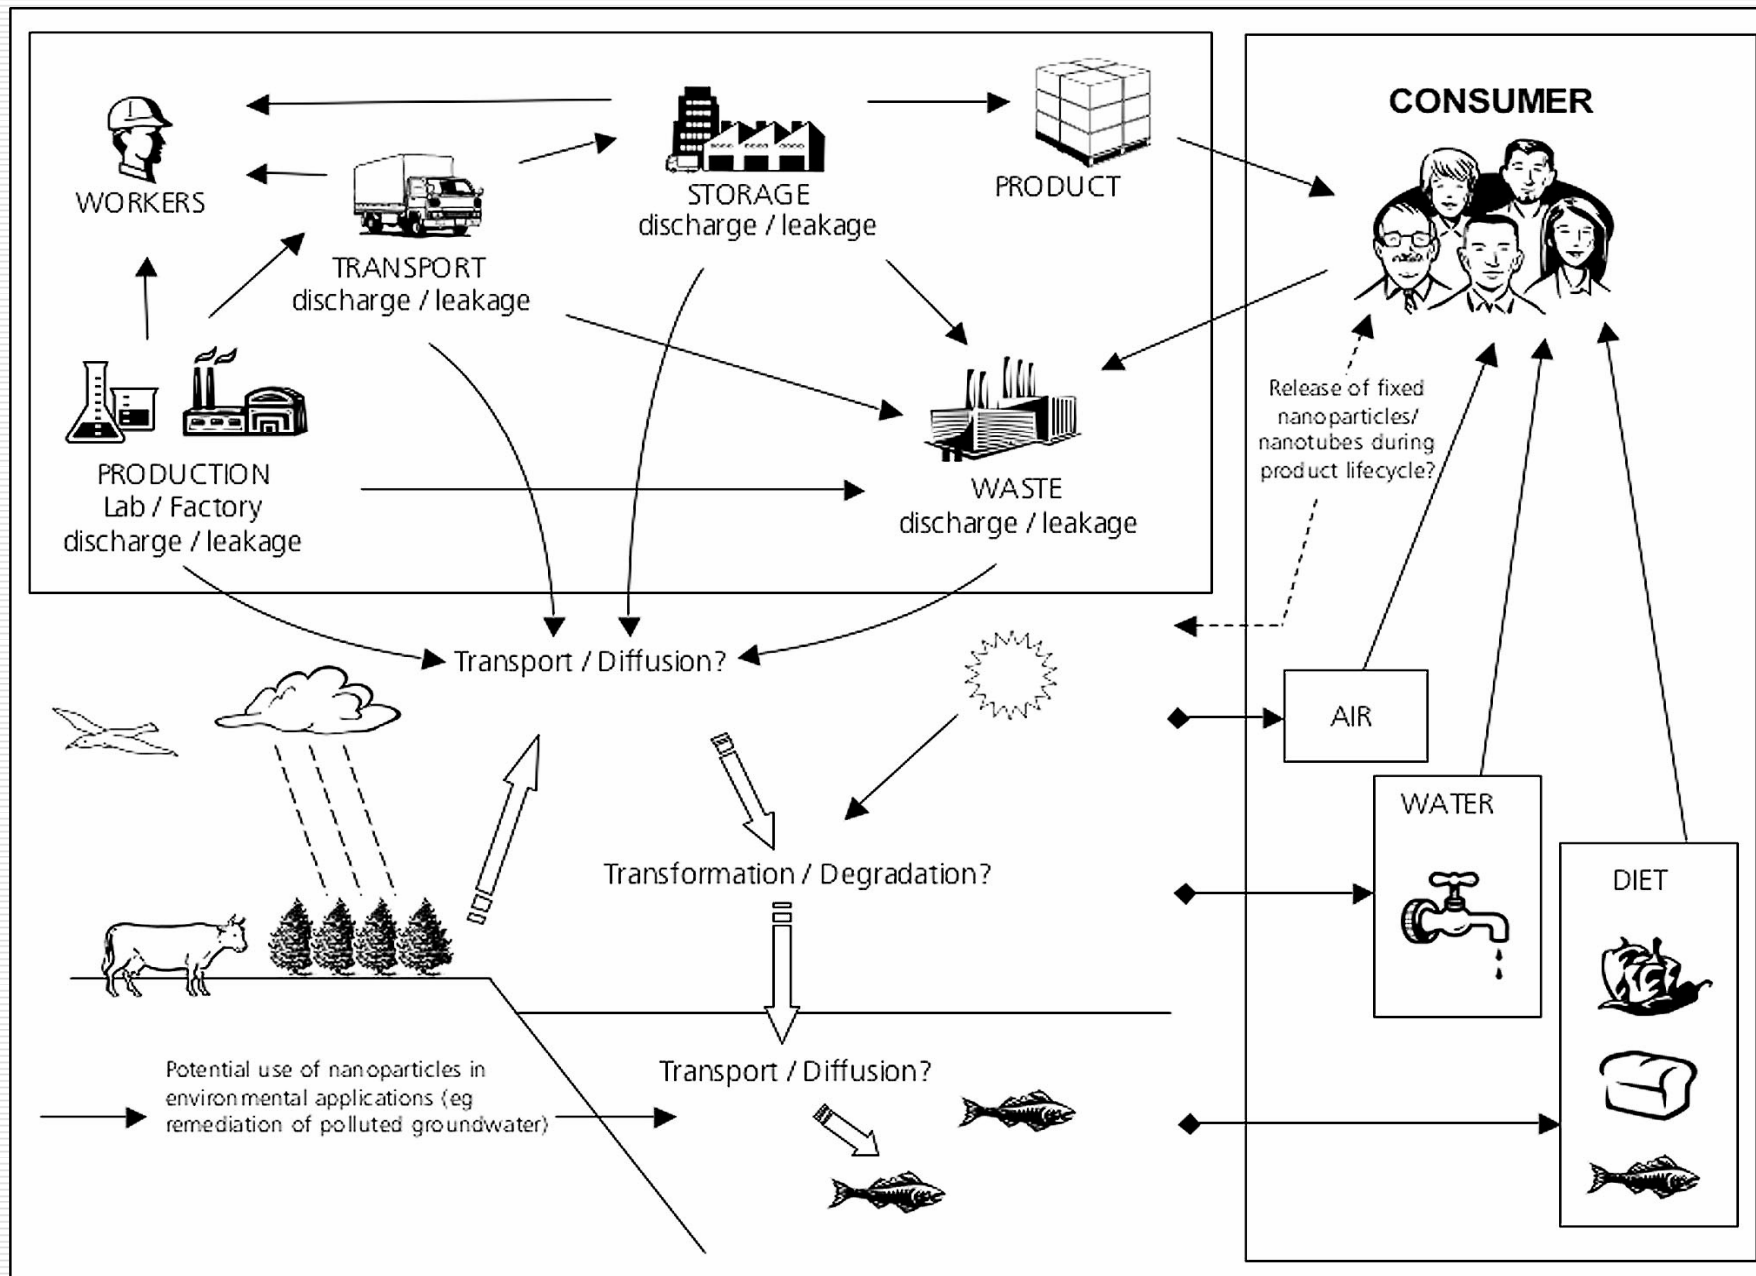 CONSUMER
WORKERS
STORAGE
discharge / leakage
PRODUCT
TRANSPORT
discharge / leakage
PRODUCTION
Lab / Factory
discharge / leakage
WASTE
discharge / leakage
Release of fixed
nanoparticles/
nanotubes during
product lifecycle?
Transport / Diffusion?
AIR
WATER
Transformation / Degradation?
DIET
Potential use of nanoparticles in
environmental applications (eg
remediation of polluted groundwater)
Transport / Diffusion?